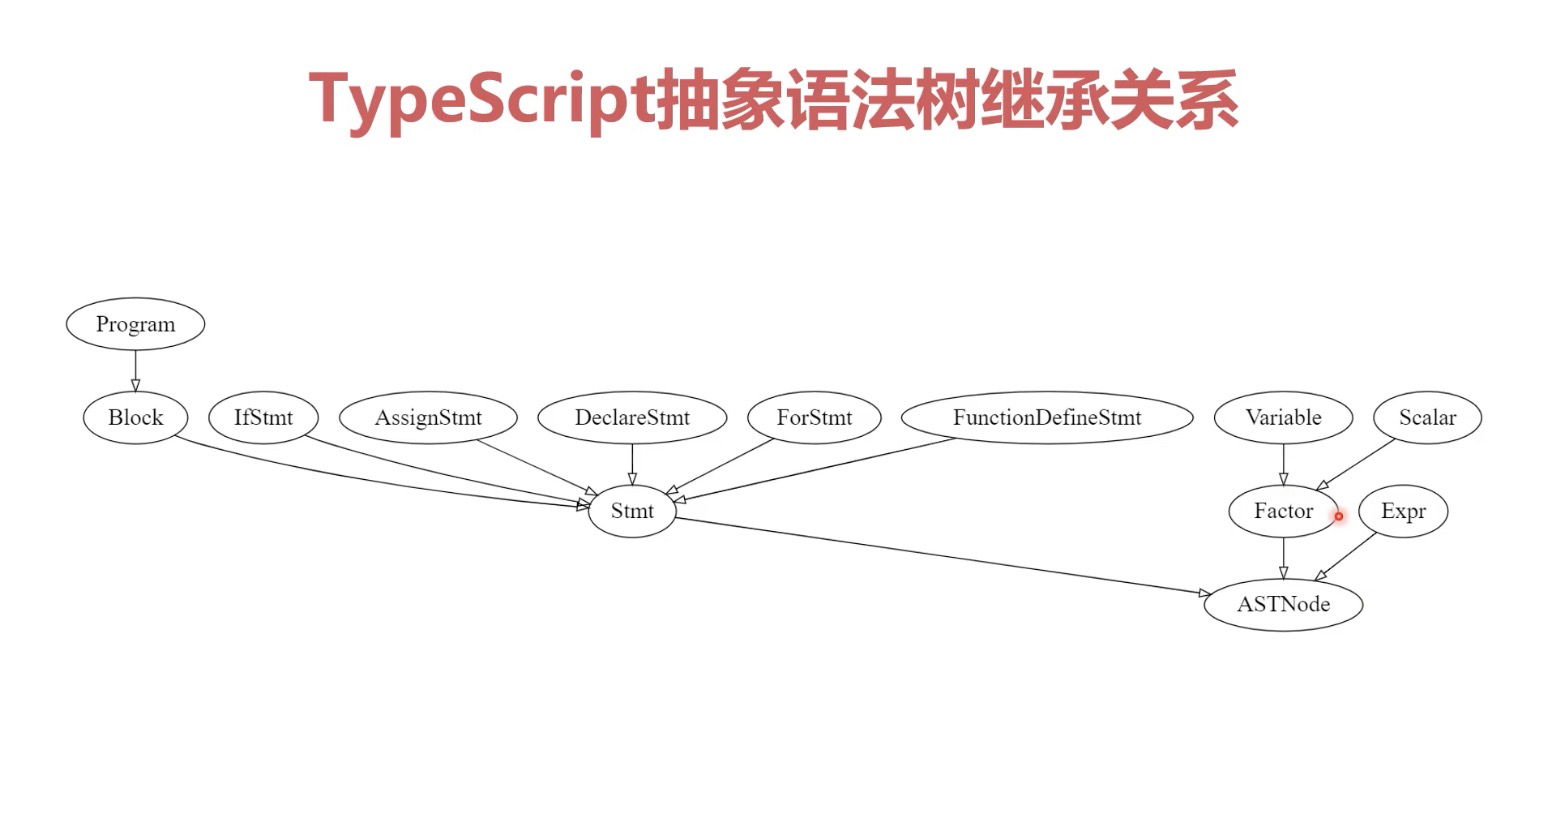 TypeScript抽象语法树继承关系
Program
Block
IfStmt
AssignStmt
DeclareStmt
ForStmt
FunctionDefineStmt
Variable
Scalar
Stmt
Factor
Expr
ASTNode